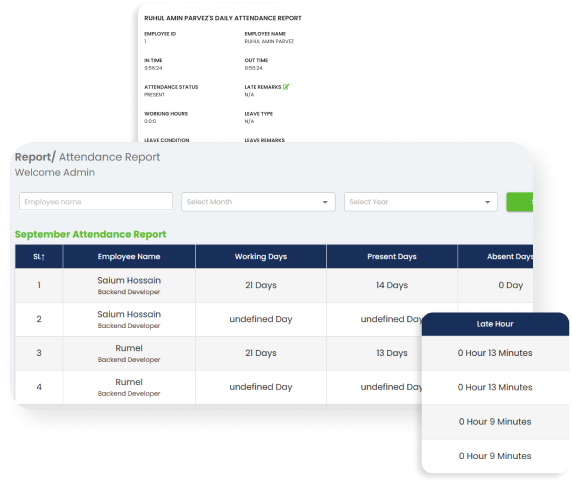 RUHUL AMIN PARVEZ'S DAILY ATTENDANCE REPORT
EMPLOYEE ID EMPLOYEE NAME
1 RUHUL AMIN PARVEZ
IN TIME OUT TIME
9:56:24 9:56:24
ATTENDANCE STATUS LATE REMARKS
PRESENT N/A
WORKING HOURS LEAVE TYPE
0:0:0 N/A
LEAVE CONDITION LEAVE REMARKS
Report/ Attendance Report
Welcome Admin
Employee name Select Month Select Year
September Attendance Report
SL↑ Employee Name Working Days Present Days Absent Days
1 Saium Hossain 21 Days 14 Days 0 Day
Backend Developer
2 Saium Hossain undefined Day undefined Day
Backend Developer
3 Rumel 21 Days 13 Days
Backend Developer
4 Rumel undefined Day undefined Day
Backend Developer
Late Hour
0 Hour 13 Minutes
0 Hour 13 Minutes
0 Hour 9 Minutes
0 Hour 9 Minutes